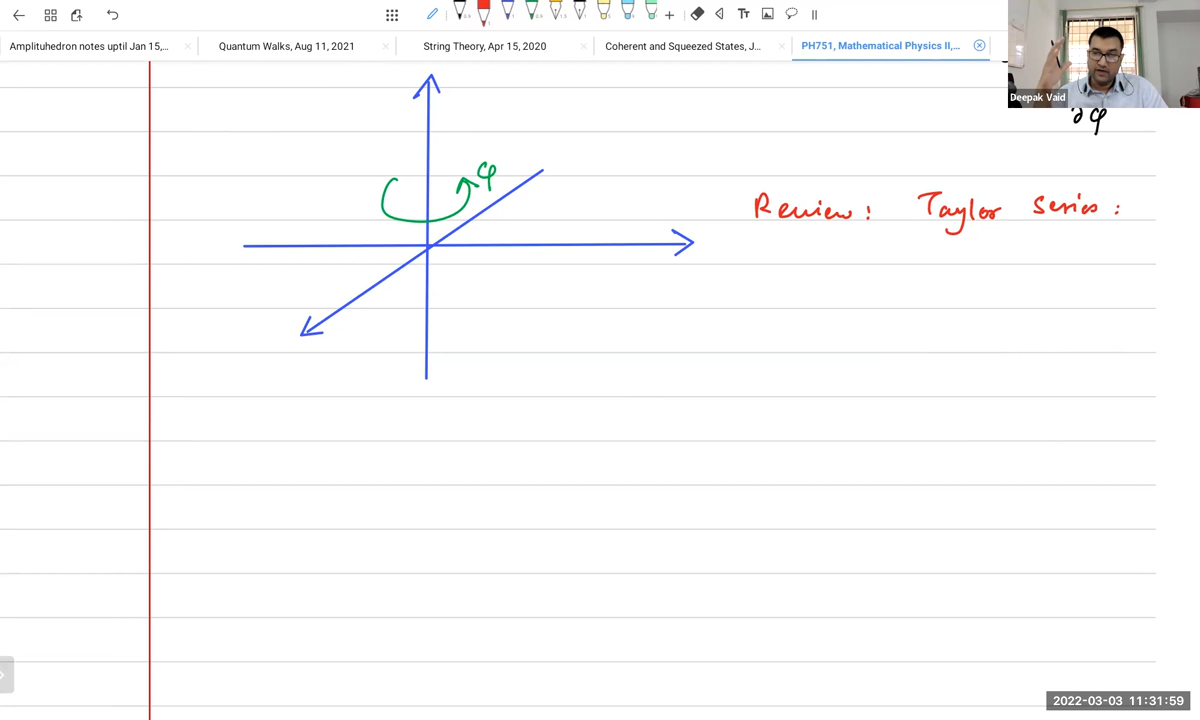 Amplituhedron notes uptil Jan 15,...
Quantum Walks, Aug 11, 2021
String Theory, Apr 15, 2020
Coherent and Squeezed States, J...
PH751, Mathematical Physics II,...
Deepak Vaid
∂φ
φ
Review: Taylor Series:
2022-03-03 11:31:59